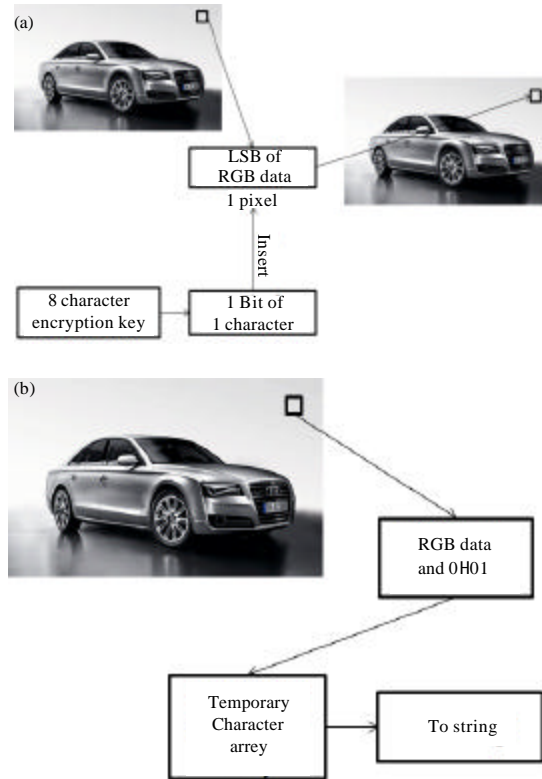 (a)
LSB of
RGB data
1 pixel
Insert
8 character
encryption key
1 Bit of
1 character
(b)
RGB data
and 0H01
Temporary
Character
arrey
To string